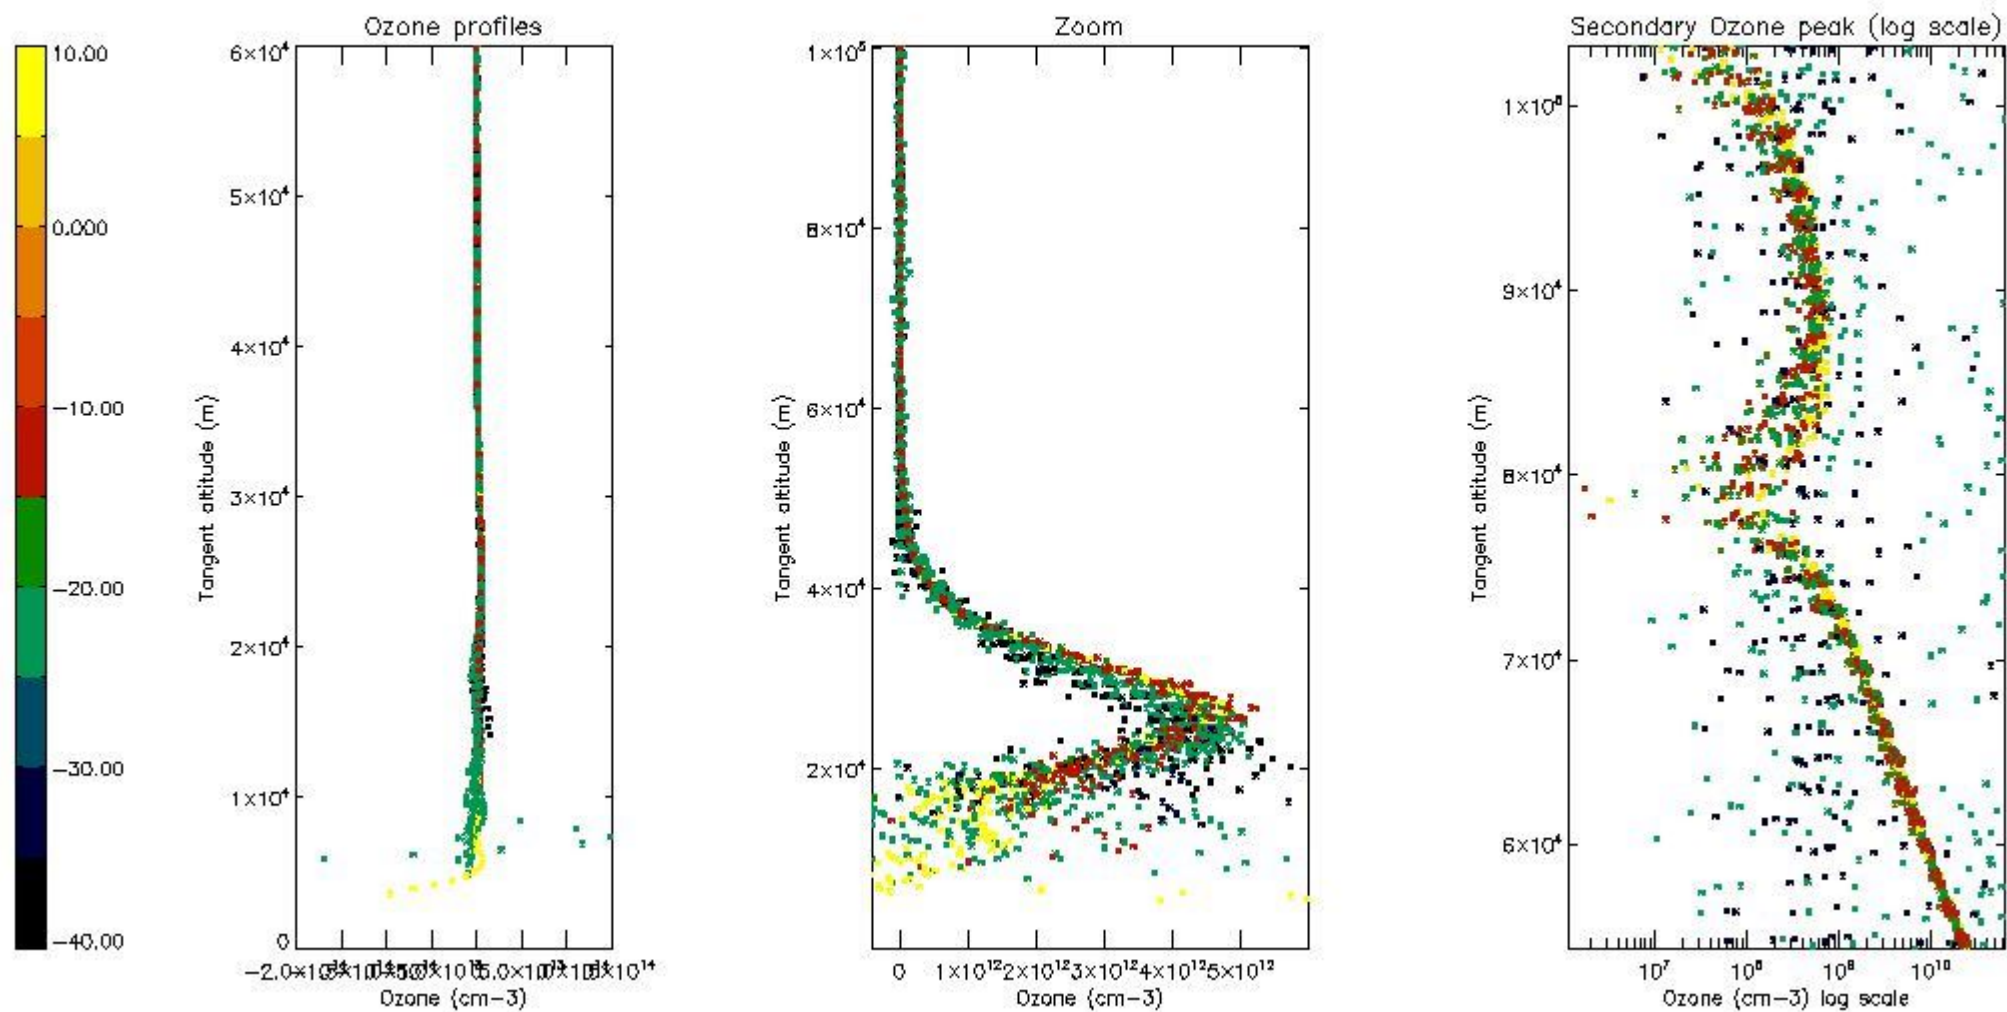 Ozone profiles
Zoom
Secondary Ozone peak (log scale)
10.00
0.000
−10.00
−20.00
−30.00
−40.00
6×10⁴
5×10⁴
4×10⁴
3×10⁴
2×10⁴
1×10⁴
0
Tangent altitude (m)
Ozone (cm−3)
1×10⁵
8×10⁴
6×10⁴
4×10⁴
2×10⁴
Tangent altitude (m)
0 1×10¹² 2×10¹² 3×10¹² 4×10¹² 5×10¹²
Ozone (cm−3)
9×10⁴
8×10⁴
7×10⁴
6×10⁴
Tangent altitude (m)
10⁷ 10⁸ 10⁹ 10¹⁰
Ozone (cm−3) log scale